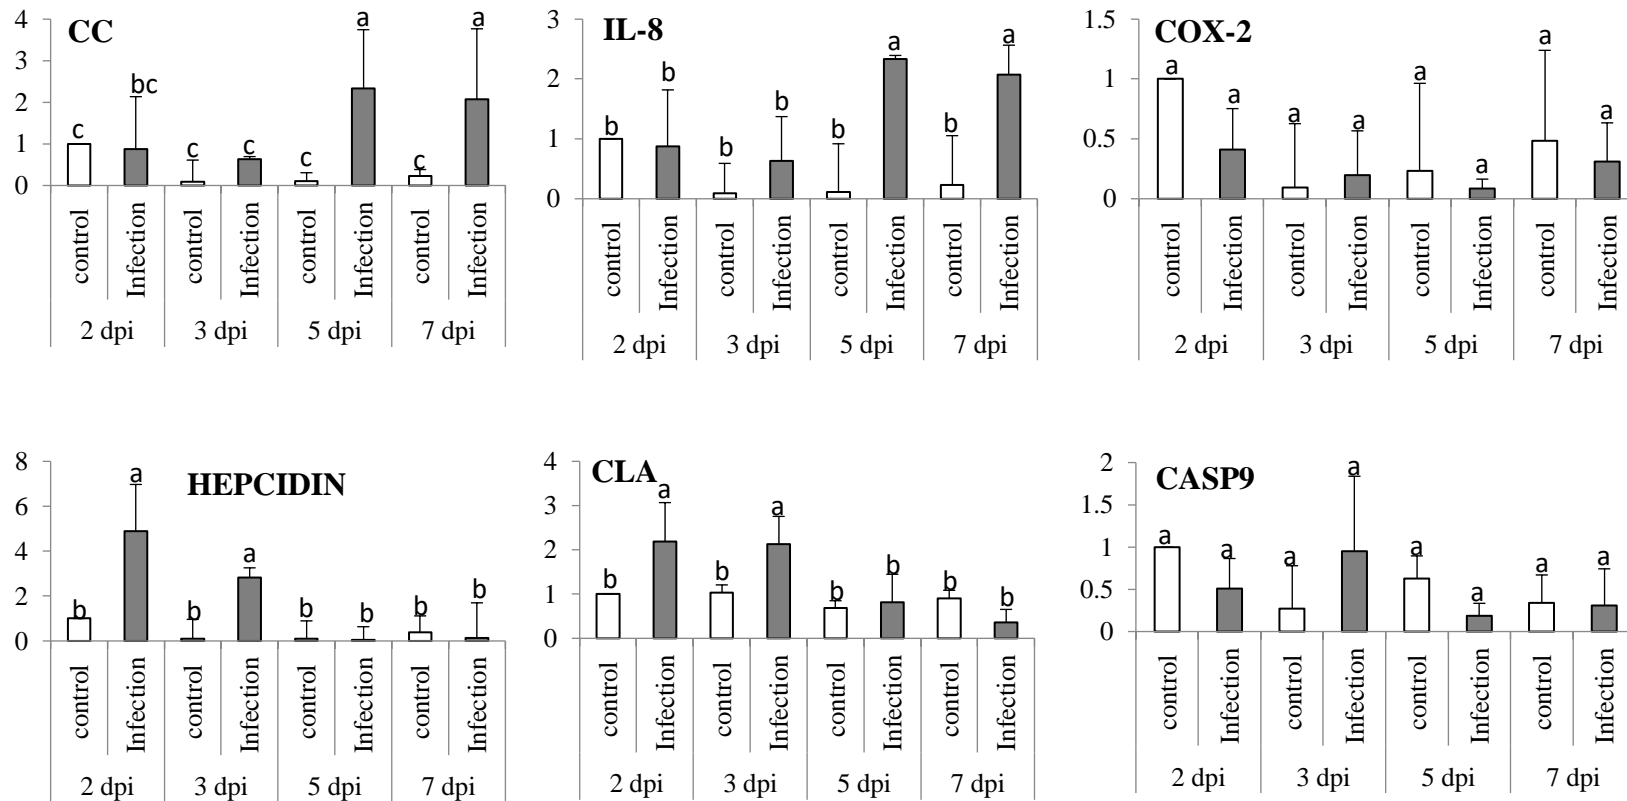 CC
4
3
2
1
0
c
bc
c
c
c
a
c
a
control
Infection
control
Infection
control
Infection
control
Infection
2 dpi
3 dpi
5 dpi
7 dpi
IL-8
3
2
1
0
b
b
b
b
b
a
b
a
control
Infection
control
Infection
control
Infection
control
Infection
2 dpi
3 dpi
5 dpi
7 dpi
COX-2
1.5
1
0.5
0
a
a
a
a
a
a
a
a
control
Infection
control
Infection
control
Infection
control
Infection
2 dpi
3 dpi
5 dpi
7 dpi
HEPCIDIN
8
6
4
2
0
b
a
b
a
b
b
b
b
control
Infection
control
Infection
control
Infection
control
Infection
2 dpi
3 dpi
5 dpi
7 dpi
CLA
4
3
2
1
0
b
a
b
a
b
b
b
b
control
Infection
control
Infection
control
Infection
control
Infection
2 dpi
3 dpi
5 dpi
7 dpi
CASP9
2
1.5
1
0.5
0
a
a
a
a
a
a
a
a
control
Infection
control
Infection
control
Infection
control
Infection
2 dpi
3 dpi
5 dpi
7 dpi